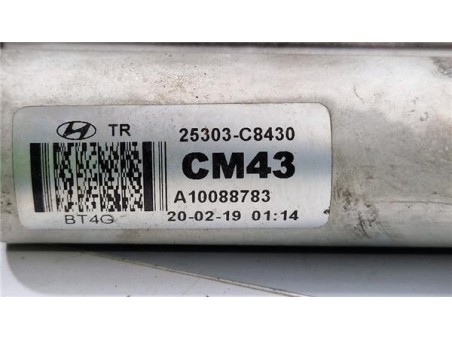 TR 25303-C8430
CM43
A10088783
BT4G 20-02-19 01:14